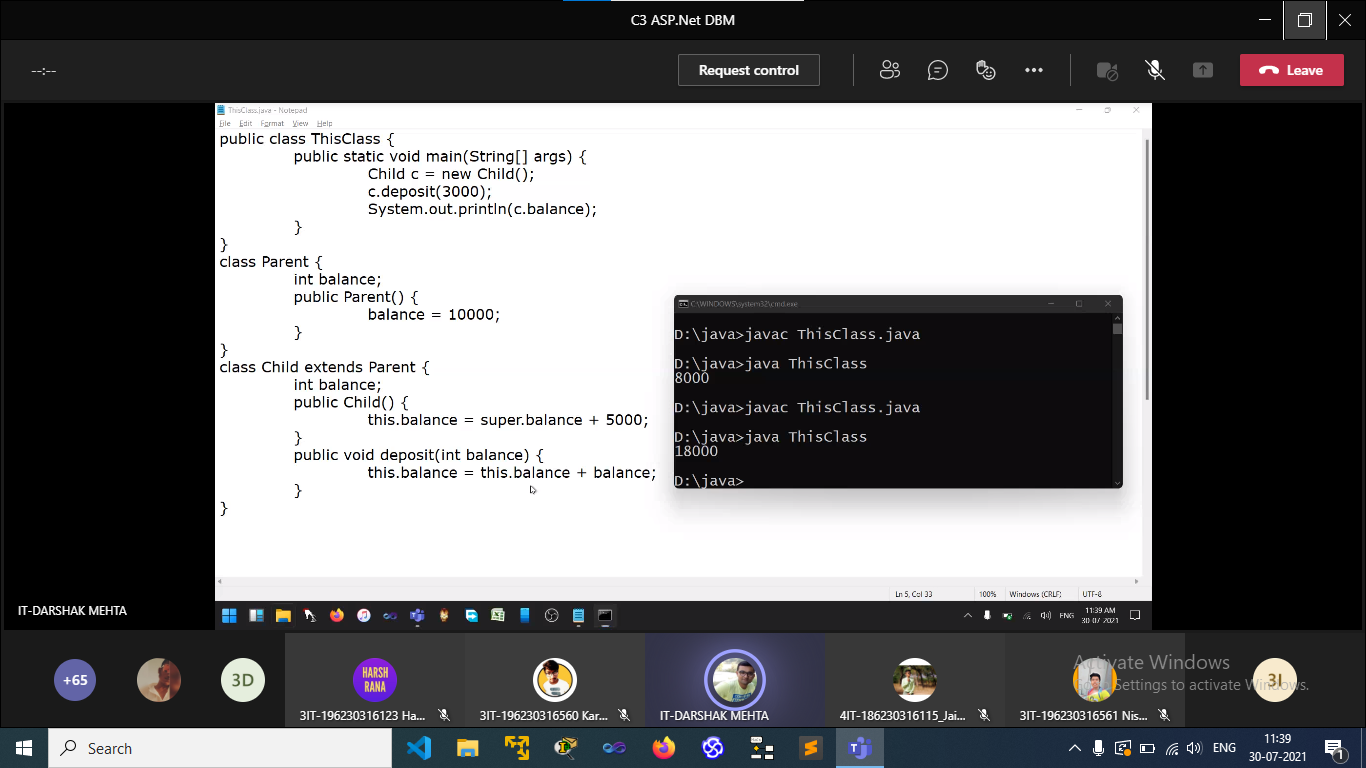 C3 ASP.Net DBM
--:--
Request control
Leave
ThisClass.java - Notepad
File Edit Format View Help
public class ThisClass {
public static void main(String[] args) {
Child c = new Child();
c.deposit(3000);
System.out.println(c.balance);
}
}
class Parent {
int balance;
public Parent() {
balance = 10000;
}
}
class Child extends Parent {
int balance;
public Child() {
this.balance = super.balance + 5000;
}
public void deposit(int balance) {
this.balance = this.balance + balance;
}
}
C:\WINDOWS\system32\cmd.exe
D:\java>javac ThisClass.java
D:\java>java ThisClass
8000
D:\java>javac ThisClass.java
D:\java>java ThisClass
18000
D:\java>
Ln 5, Col 33 100% Windows (CRLF) UTF-8
IT-DARSHAK MEHTA
ENG 11:39 AM
30-07-2021
+65
3D
HARSH
RANA
3I
3IT-196230316123 Ha...
3IT-196230316560 Kar...
IT-DARSHAK MEHTA
4IT-186230316115_Jai...
3IT-196230316561 Nis...
Activate Windows
Settings to activate Windows.
Search
ENG
11:39
30-07-2021
1